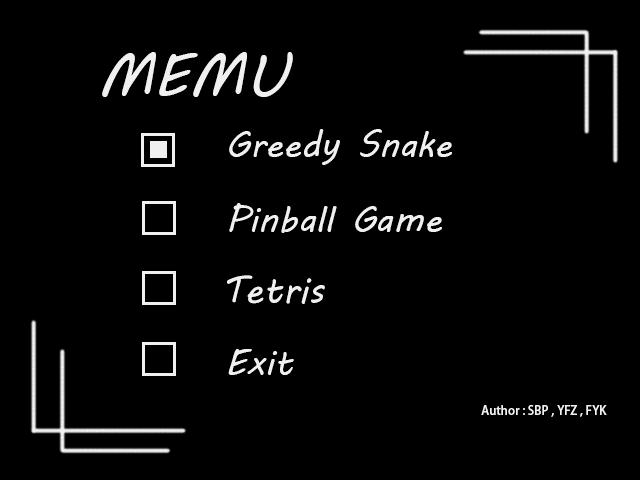 MEMU
Greedy Snake
Pinball Game
Tetris
Exit
Author : SBP , YFZ , FYK